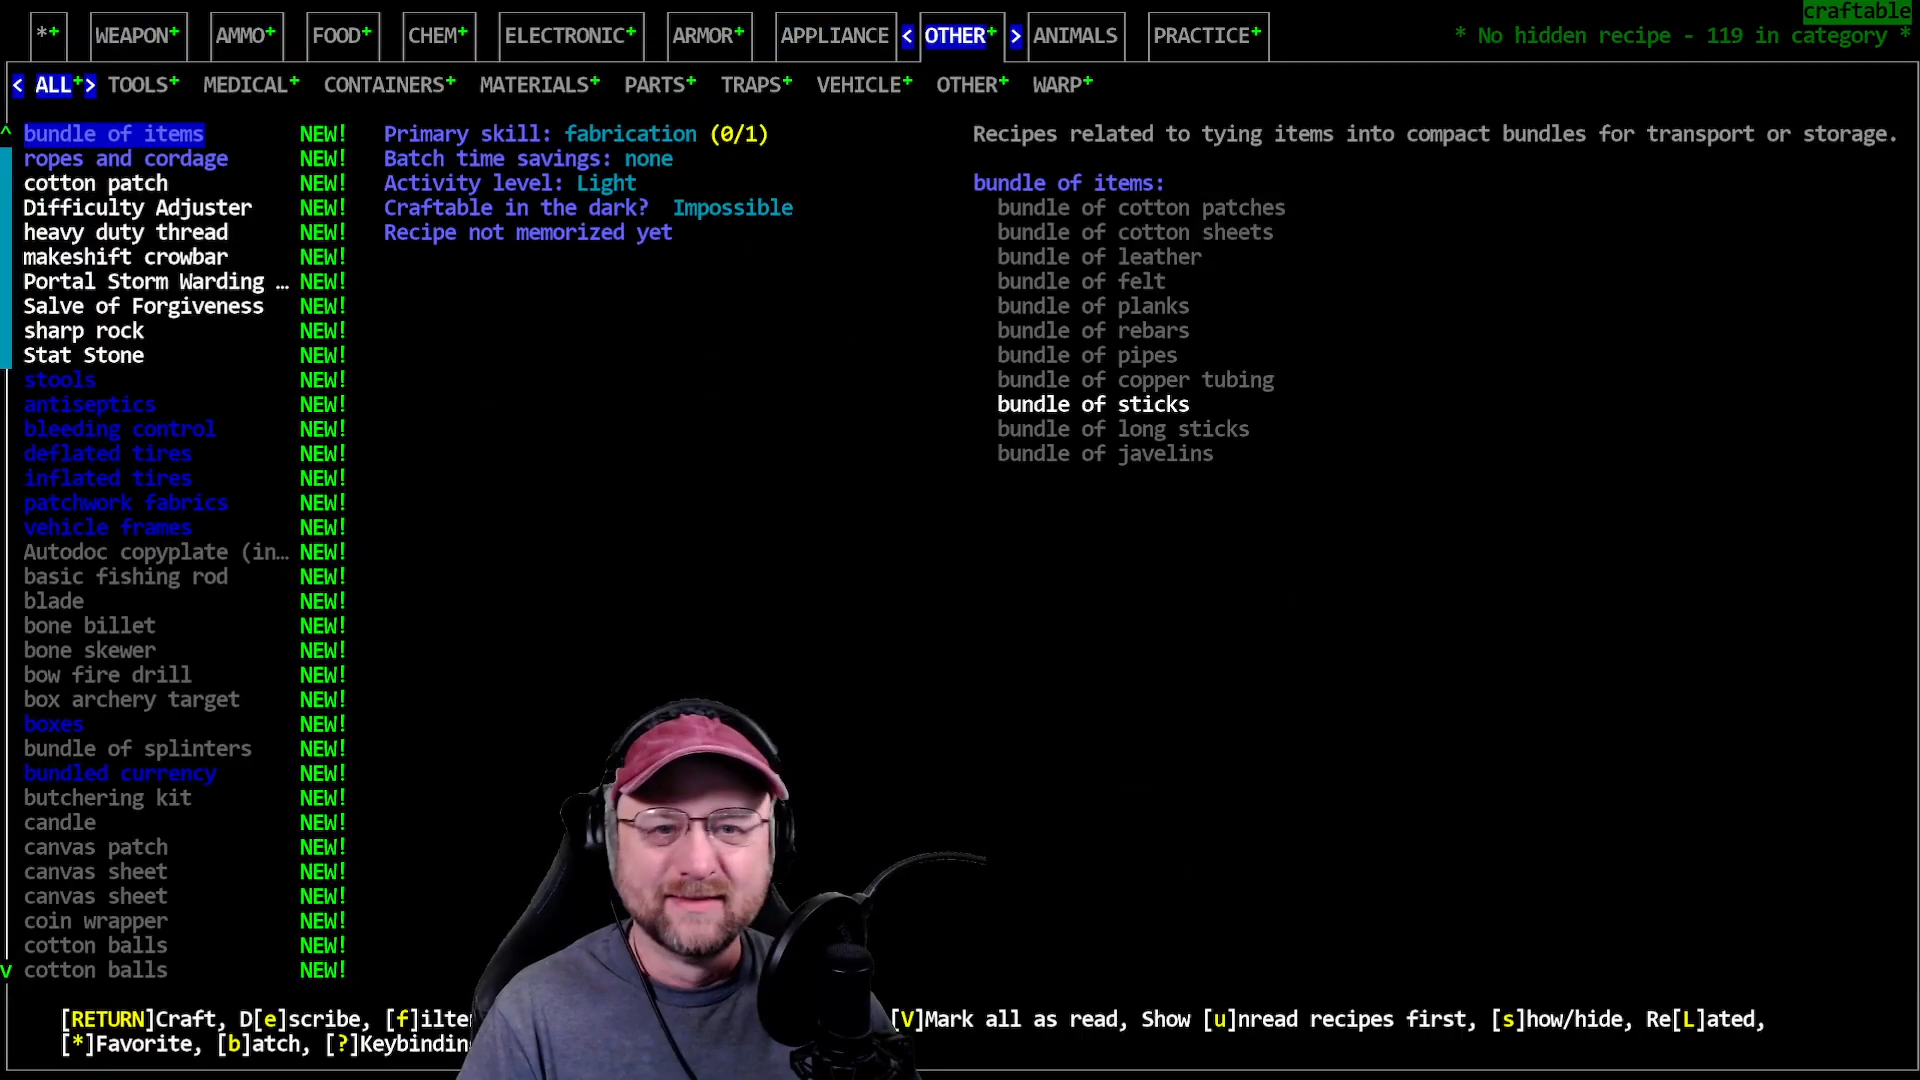 craftable
*+ WEAPON+ AMMO+ FOOD+ CHEM+ ELECTRONIC+ ARMOR+ APPLIANCE < OTHER+ > ANIMALS PRACTICE+ * No hidden recipe - 119 in category *
< ALL+> TOOLS+ MEDICAL+ CONTAINERS+ MATERIALS+ PARTS+ TRAPS+ VEHICLE+ OTHER+ WARP+
^ bundle of items NEW! Primary skill: fabrication (0/1) Recipes related to tying items into compact bundles for transport or storage.
ropes and cordage NEW! Batch time savings: none
cotton patch NEW! Activity level: Light bundle of items:
Difficulty Adjuster NEW! Craftable in the dark? Impossible bundle of cotton patches
heavy duty thread NEW! Recipe not memorized yet bundle of cotton sheets
makeshift crowbar NEW! bundle of leather
Portal Storm Warding … NEW! bundle of felt
Salve of Forgiveness NEW! bundle of planks
sharp rock NEW! bundle of rebars
Stat Stone NEW! bundle of pipes
stools NEW! bundle of copper tubing
antiseptics NEW! bundle of sticks
bleeding control NEW! bundle of long sticks
deflated tires NEW! bundle of javelins
inflated tires NEW!
patchwork fabrics NEW!
vehicle frames NEW!
Autodoc copyplate (in… NEW!
basic fishing rod NEW!
blade NEW!
bone billet NEW!
bone skewer NEW!
bow fire drill NEW!
box archery target NEW!
boxes NEW!
bundle of splinters NEW!
bundled currency NEW!
butchering kit NEW!
candle NEW!
canvas patch NEW!
canvas sheet NEW!
canvas sheet NEW!
coin wrapper NEW!
cotton balls NEW!
v cotton balls NEW!
[RETURN]Craft, D[e]scribe, [f]ilte [V]Mark all as read, Show [u]nread recipes first, [s]how/hide, Re[L]ated,
[*]Favorite, [b]atch, [?]Keybindin